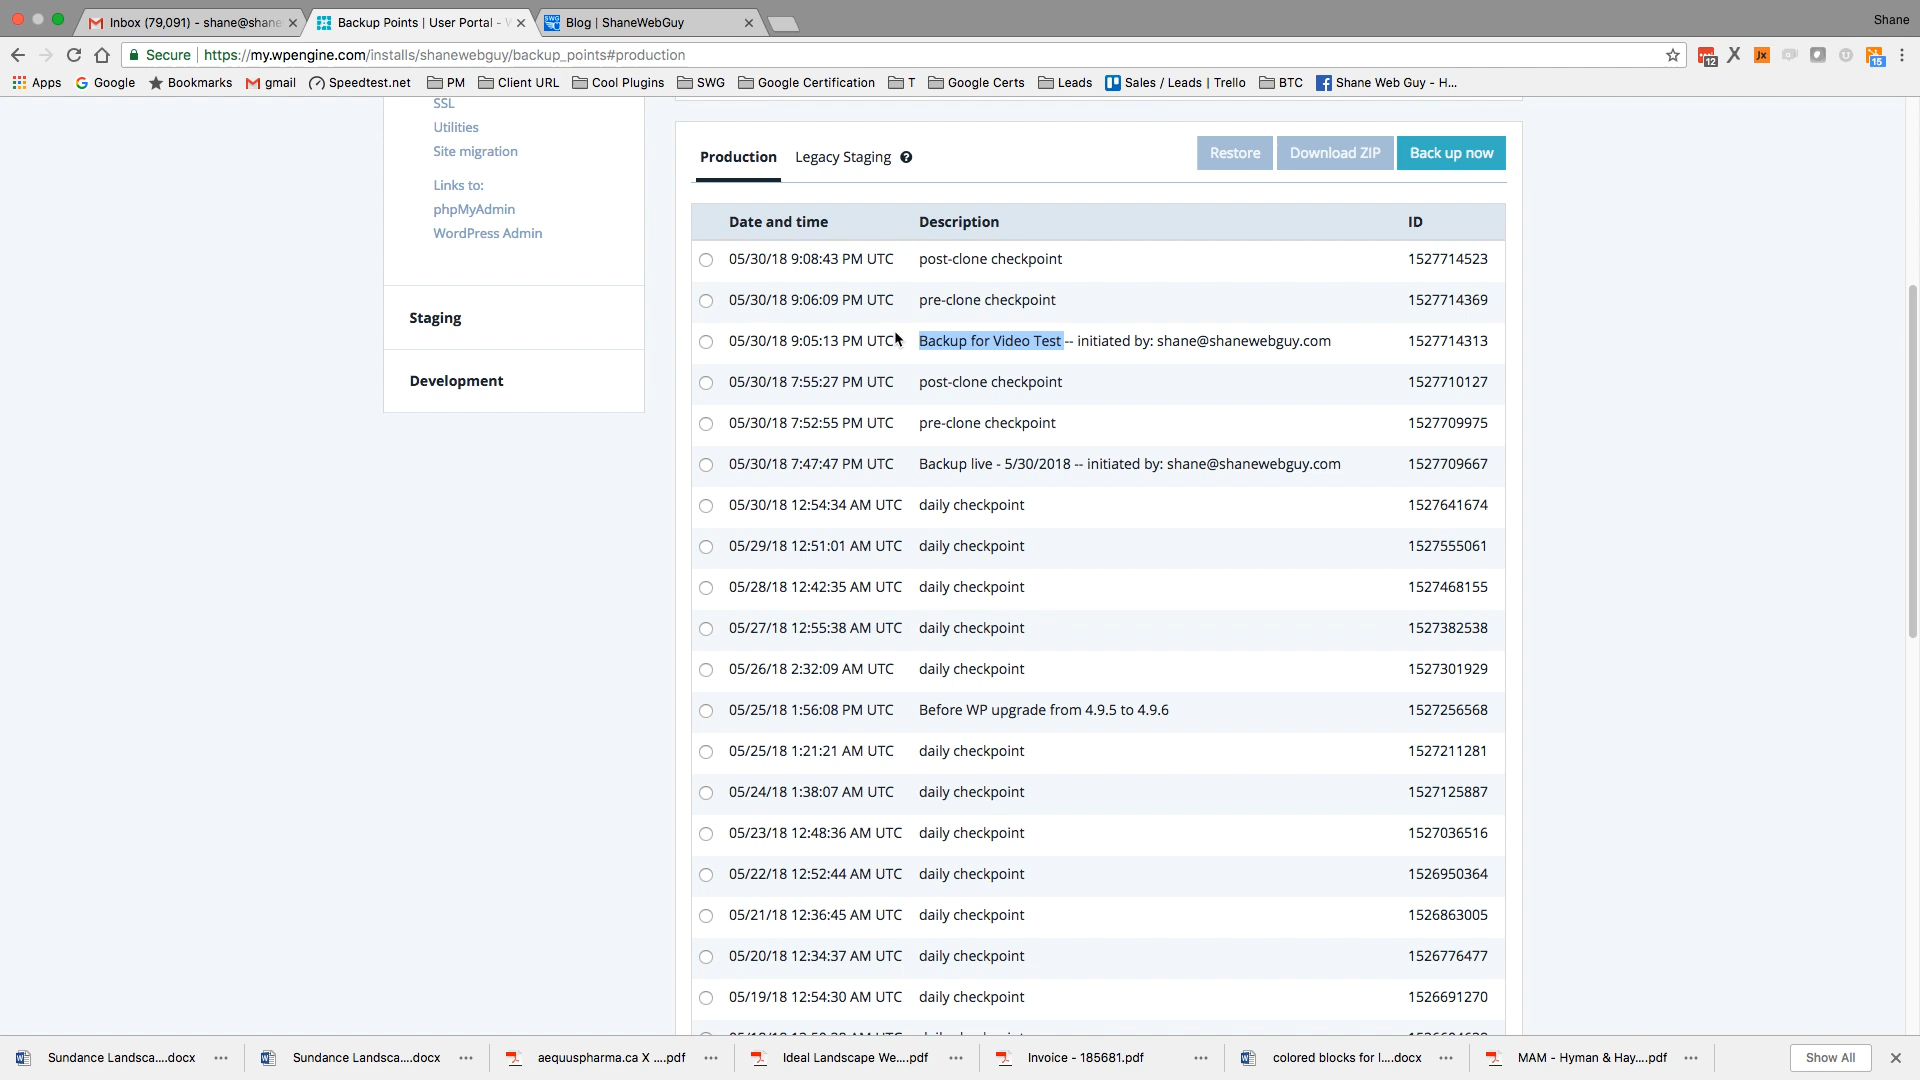 Inbox (79,091) - shane@shane
Backup Points | User Portal - W
SWG
Blog | ShaneWebGuy
Shane
Secure
https://my.wpengine.com/installs/shanewebguy/backup_points#production
12
Jx
15
Apps
Google
Bookmarks
gmail
Speedtest.net
PM
Client URL
Cool Plugins
SWG
Google Certification
T
Google Certs
Leads
Sales / Leads | Trello
BTC
Shane Web Guy - H...
SSL
Utilities
Site migration
Links to:
phpMyAdmin
WordPress Admin
Staging
Development
Production
Legacy Staging
?
Restore
Download ZIP
Back up now
Date and time Description ID
05/30/18 9:08:43 PM UTC post-clone checkpoint 1527714523
05/30/18 9:06:09 PM UTC pre-clone checkpoint 1527714369
05/30/18 9:05:13 PM UTC Backup for Video Test -- initiated by: shane@shanewebguy.com 1527714313
05/30/18 7:55:27 PM UTC post-clone checkpoint 1527710127
05/30/18 7:52:55 PM UTC pre-clone checkpoint 1527709975
05/30/18 7:47:47 PM UTC Backup live - 5/30/2018 -- initiated by: shane@shanewebguy.com 1527709667
05/30/18 12:54:34 AM UTC daily checkpoint 1527641674
05/29/18 12:51:01 AM UTC daily checkpoint 1527555061
05/28/18 12:42:35 AM UTC daily checkpoint 1527468155
05/27/18 12:55:38 AM UTC daily checkpoint 1527382538
05/26/18 2:32:09 AM UTC daily checkpoint 1527301929
05/25/18 1:56:08 PM UTC Before WP upgrade from 4.9.5 to 4.9.6 1527256568
05/25/18 1:21:21 AM UTC daily checkpoint 1527211281
05/24/18 1:38:07 AM UTC daily checkpoint 1527125887
05/23/18 12:48:36 AM UTC daily checkpoint 1527036516
05/22/18 12:52:44 AM UTC daily checkpoint 1526950364
05/21/18 12:36:45 AM UTC daily checkpoint 1526863005
05/20/18 12:34:37 AM UTC daily checkpoint 1526776477
05/19/18 12:54:30 AM UTC daily checkpoint 1526691270
Sundance Landsca....docx
Sundance Landsca....docx
aequuspharma.ca X ....pdf
Ideal Landscape We....pdf
Invoice - 185681.pdf
colored blocks for l....docx
MAM - Hyman & Hay....pdf
Show All